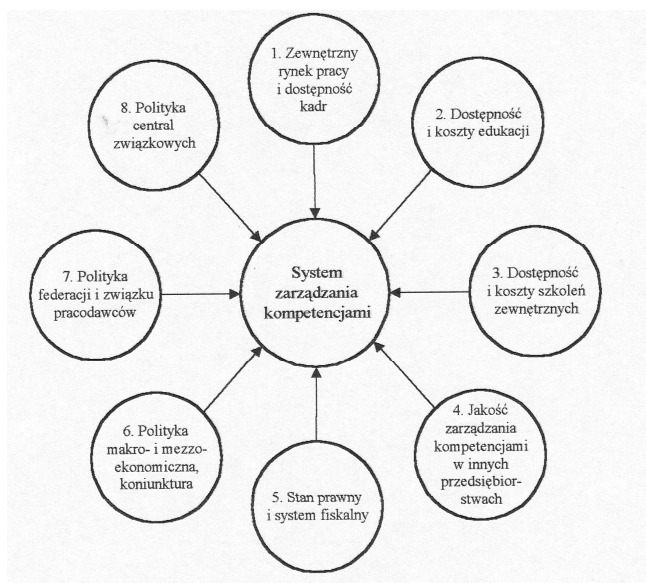 1. Zewnętrzny
rynek pracy
i dostępność
kadr
2. Dostępność
i koszty edukacji
3. Dostępność
i koszty szkoleń
zewnętrznych
4. Jakość
zarządzania
kompetencjami
w innych
przedsiębior-
stwach
5. Stan prawny
i system fiskalny
6. Polityka
makro- i mezzo-
ekonomiczna,
koniunktura
7. Polityka
federacji i związku
pracodawców
8. Polityka
central
związkowych
System
zarządzania
kompetencjami